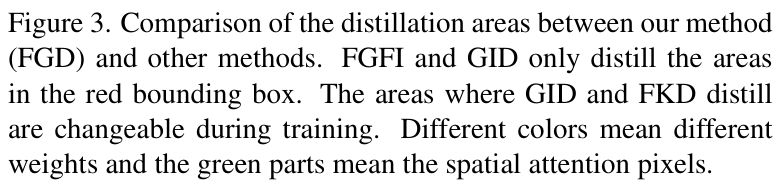 Figure 3. Comparison of the distillation areas between our method
(FGD) and other methods. FGFI and GID only distill the areas
in the red bounding box. The areas where GID and FKD distill
are changeable during training. Different colors mean different
weights and the green parts mean the spatial attention pixels.